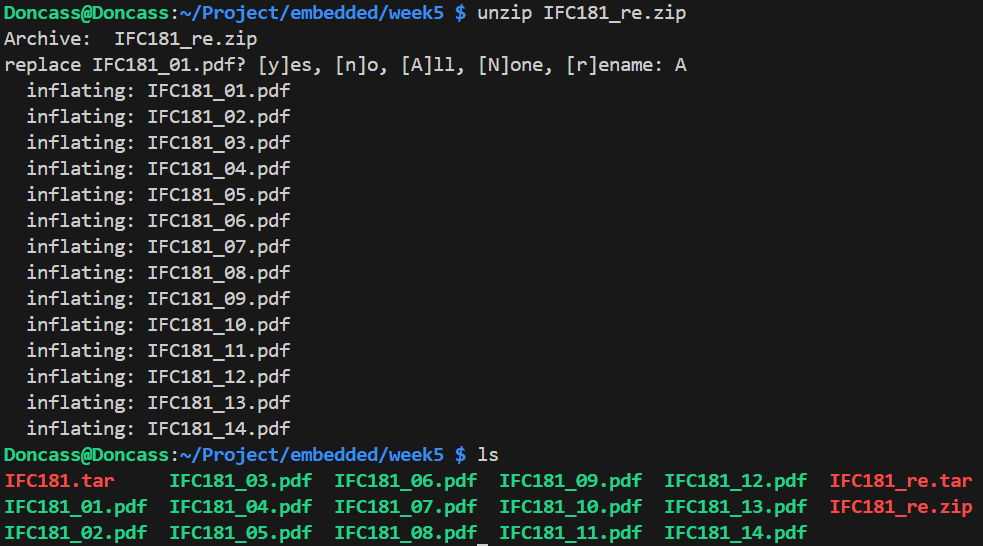 Doncass@Doncass:~/Project/embedded/week5 $ unzip IFC181_re.zip
Archive:  IFC181_re.zip
replace IFC181_01.pdf? [y]es, [n]o, [A]ll, [N]one, [r]ename: A
  inflating: IFC181_01.pdf
  inflating: IFC181_02.pdf
  inflating: IFC181_03.pdf
  inflating: IFC181_04.pdf
  inflating: IFC181_05.pdf
  inflating: IFC181_06.pdf
  inflating: IFC181_07.pdf
  inflating: IFC181_08.pdf
  inflating: IFC181_09.pdf
  inflating: IFC181_10.pdf
  inflating: IFC181_11.pdf
  inflating: IFC181_12.pdf
  inflating: IFC181_13.pdf
  inflating: IFC181_14.pdf
Doncass@Doncass:~/Project/embedded/week5 $ ls
IFC181.tar     IFC181_03.pdf  IFC181_06.pdf  IFC181_09.pdf  IFC181_12.pdf  IFC181_re.tar
IFC181_01.pdf  IFC181_04.pdf  IFC181_07.pdf  IFC181_10.pdf  IFC181_13.pdf  IFC181_re.zip
IFC181_02.pdf  IFC181_05.pdf  IFC181_08.pdf  IFC181_11.pdf  IFC181_14.pdf